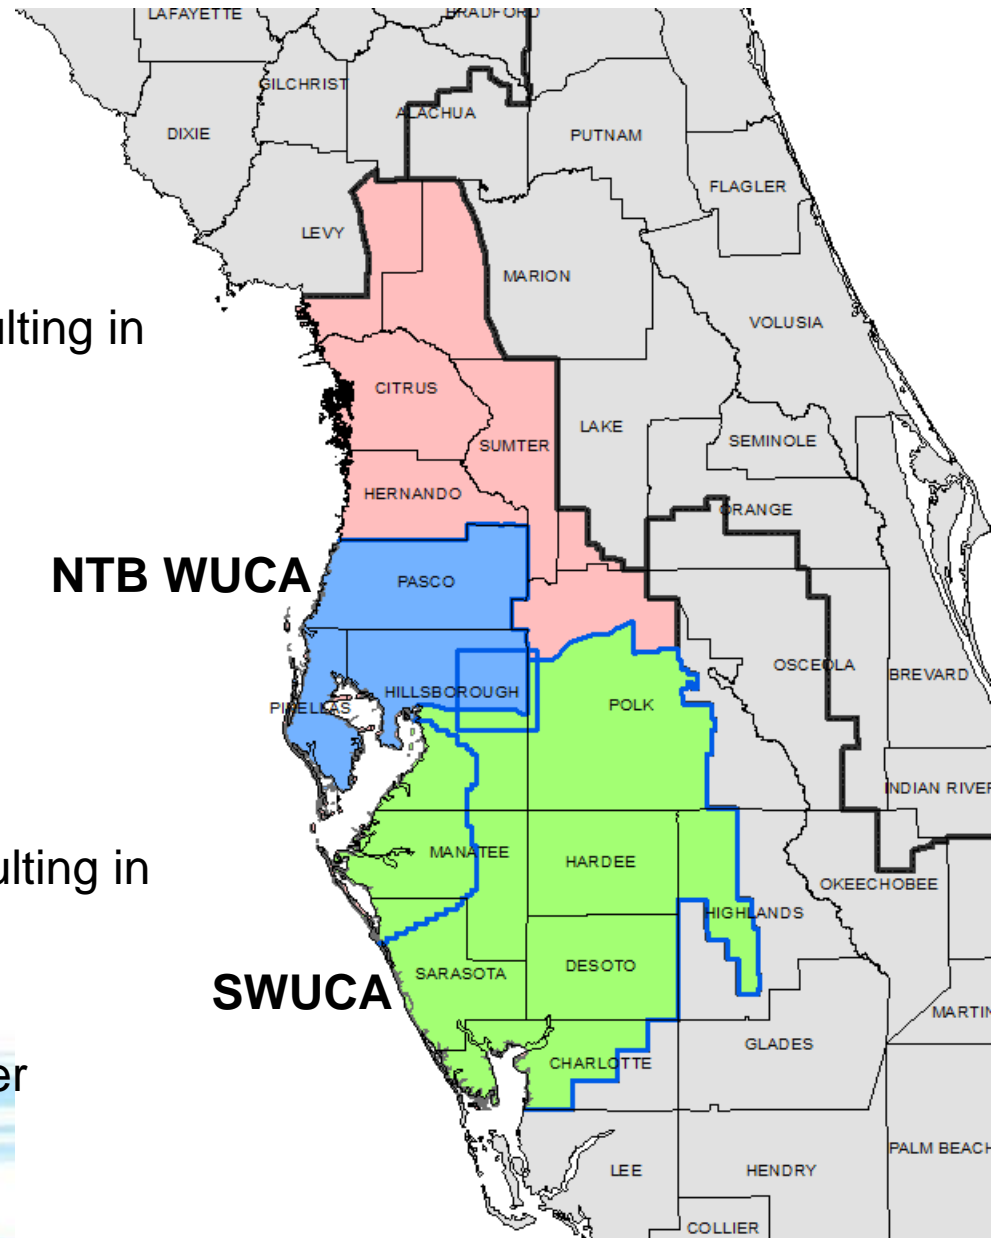 LAFAYETTE
BRADFORD
GILCHRIST
ALACHUA
DIXIE
PUTNAM
FLAGLER
LEVY
MARION
ulting in
VOLUSIA
CITRUS
LAKE
SUMTER
SEMINOLE
HERNANDO
ORANGE
NTB WUCA
PASCO
OSCEOLA
BREVARD
HILLSBOROUGH
PINELLAS
POLK
INDIAN RIVER
MANATEE
HARDEE
ulting in
OKEECHOBEE
HIGHLANDS
SARASOTA
DESOTO
SWUCA
MARTIN
GLADES
CHARLOTTE
er
PALM BEACH
LEE
HENDRY
COLLIER